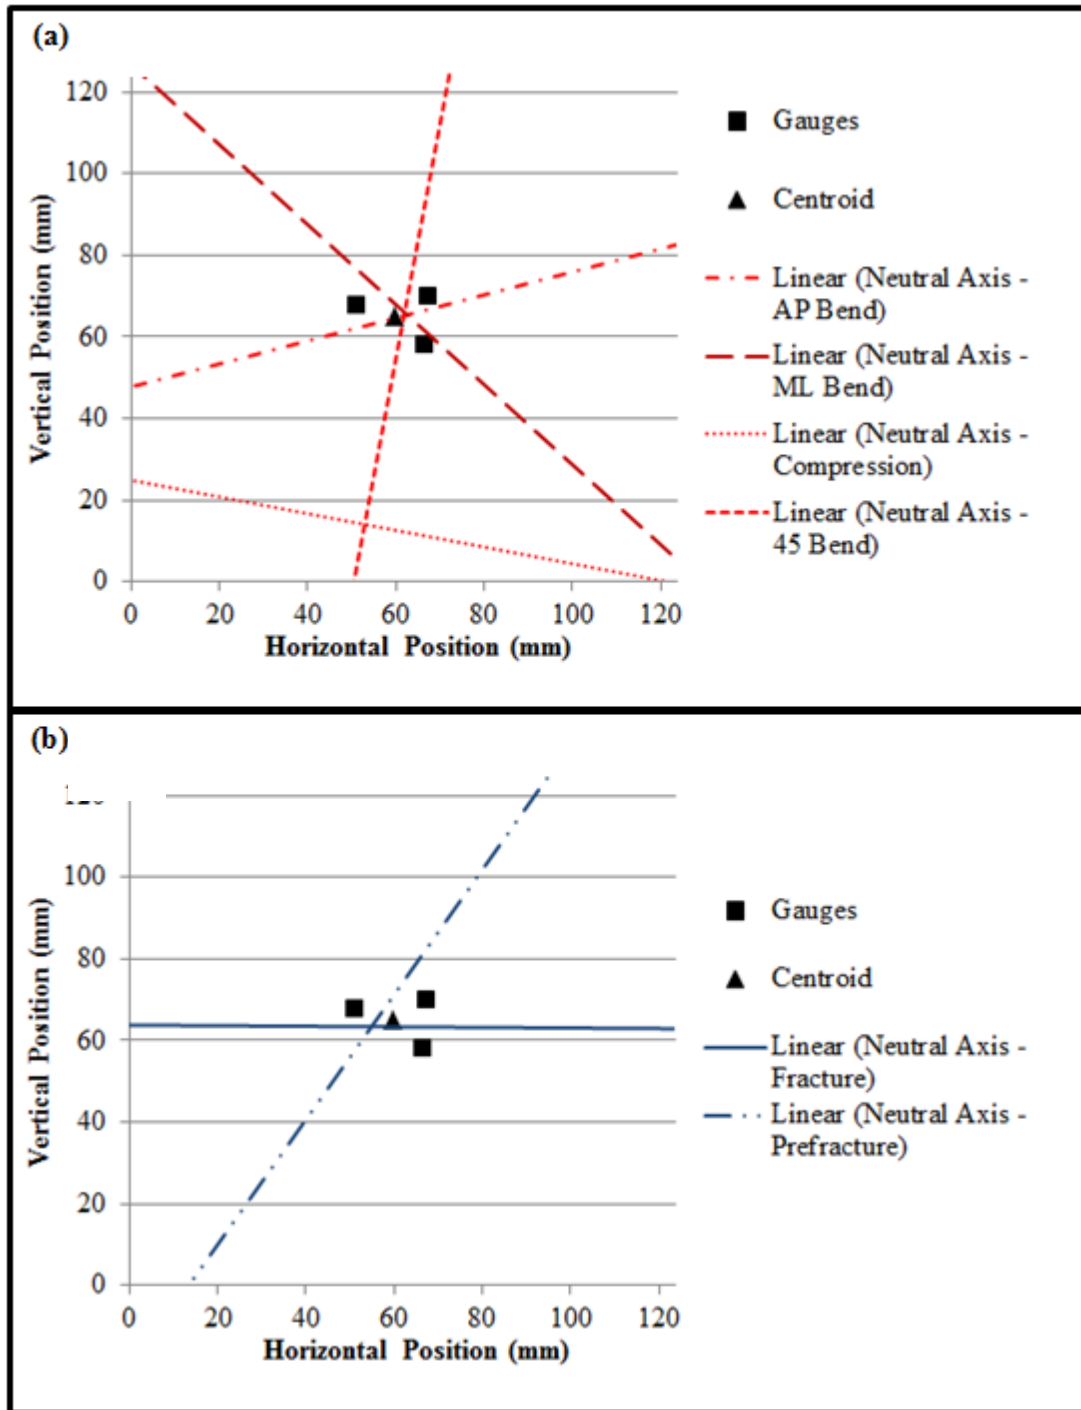 (a)
120
100
80
60
40
20
0
0 20 40 60 80 100 120
Vertical Position (mm)
Horizontal Position (mm)
Gauges
Centroid
Linear (Neutral Axis -
AP Bend)
Linear (Neutral Axis -
ML Bend)
Linear (Neutral Axis -
Compression)
Linear (Neutral Axis -
45 Bend)
(b)
100
80
60
40
20
0
0 20 40 60 80 100 120
Vertical Position (mm)
Horizontal Position (mm)
Gauges
Centroid
Linear (Neutral Axis -
Fracture)
Linear (Neutral Axis -
Prefracture)